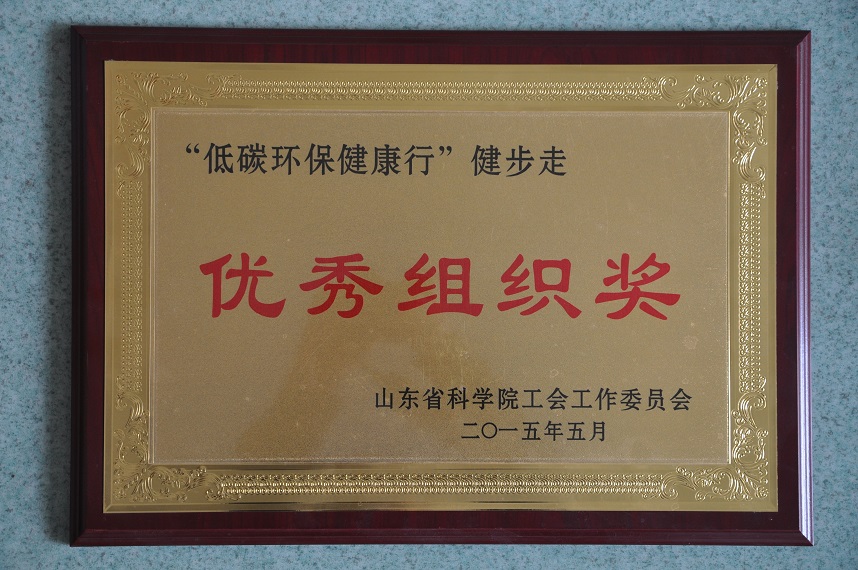 “低碳环保健康行”健步走
优秀组织奖
山东省科学院工会工作委员会
二〇一五年五月